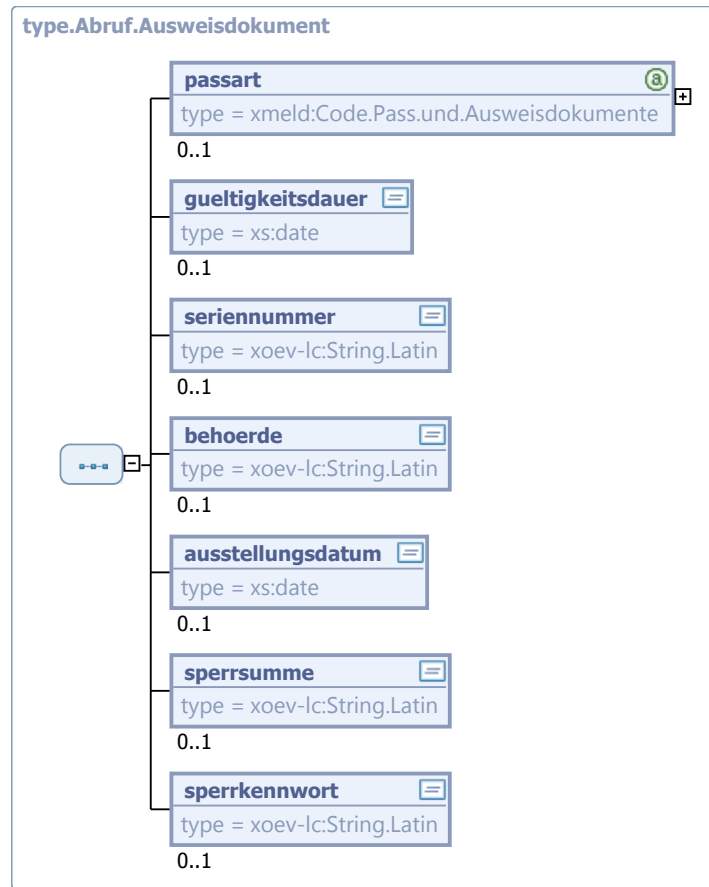 type.Abruf.Ausweisdokument
passart
type = xmeld:Code.Pass.und.Ausweisdokumente
0..1
gueltigkeitsdauer
type = xs:date
0..1
seriennummer
type = xoev-lc:String.Latin
0..1
behoerde
type = xoev-lc:String.Latin
0..1
ausstellungsdatum
type = xs:date
0..1
sperrsumme
type = xoev-lc:String.Latin
0..1
sperrkennwort
type = xoev-lc:String.Latin
0..1